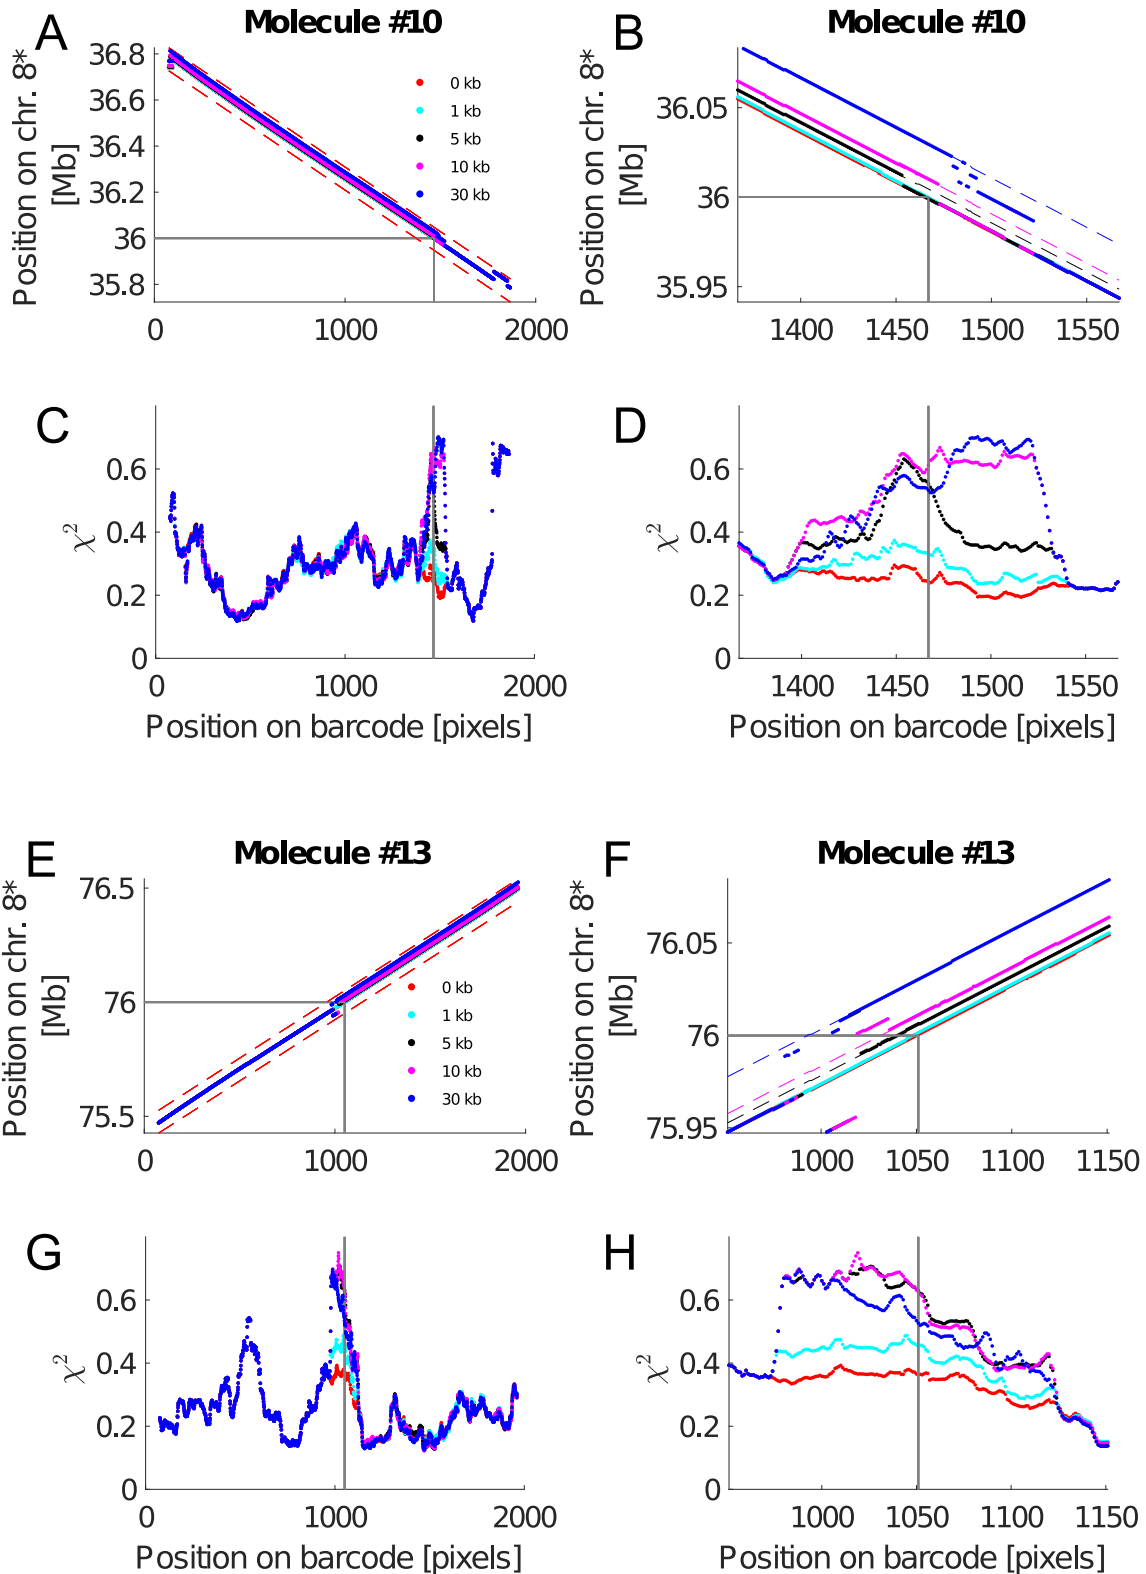 A
Molecule #10
Position on chr. 8*
[Mb]
36.8
36.6
36.4
36.2
36
35.8
0
1000
2000
0 kb
1 kb
5 kb
10 kb
30 kb
B
Molecule #10
Position on chr. 8*
[Mb]
36.05
36
35.95
1400
1450
1500
1550
C
χ²
0.6
0.4
0.2
0
0
1000
2000
Position on barcode [pixels]
D
χ²
0.6
0.4
0.2
0
1400
1450
1500
1550
Position on barcode [pixels]
E
Molecule #13
Position on chr. 8*
[Mb]
76.5
76
75.5
0
1000
2000
0 kb
1 kb
5 kb
10 kb
30 kb
F
Molecule #13
Position on chr. 8*
[Mb]
76.05
76
75.95
1000
1050
1100
1150
G
χ²
0.6
0.4
0.2
0
0
1000
2000
Position on barcode [pixels]
H
χ²
0.6
0.4
0.2
0
1000
1050
1100
1150
Position on barcode [pixels]